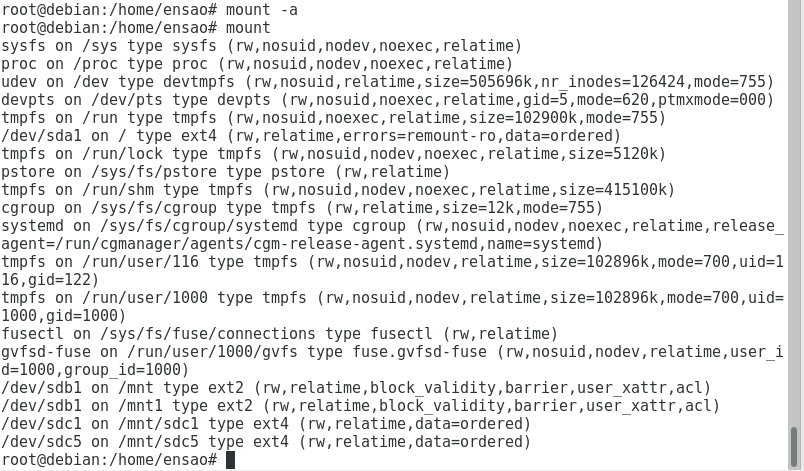 root@debian:/home/ensao# mount -a
root@debian:/home/ensao# mount
sysfs on /sys type sysfs (rw,nosuid,nodev,noexec,relatime)
proc on /proc type proc (rw,nosuid,nodev,noexec,relatime)
udev on /dev type devtmpfs (rw,nosuid,relatime,size=505696k,nr_inodes=126424,mode=755)
devpts on /dev/pts type devpts (rw,nosuid,noexec,relatime,gid=5,mode=620,ptmxmode=000)
tmpfs on /run type tmpfs (rw,nosuid,noexec,relatime,size=102900k,mode=755)
/dev/sda1 on / type ext4 (rw,relatime,errors=remount-ro,data=ordered)
tmpfs on /run/lock type tmpfs (rw,nosuid,nodev,noexec,relatime,size=5120k)
pstore on /sys/fs/pstore type pstore (rw,relatime)
tmpfs on /run/shm type tmpfs (rw,nosuid,nodev,noexec,relatime,size=415100k)
cgroup on /sys/fs/cgroup type tmpfs (rw,relatime,size=12k,mode=755)
systemd on /sys/fs/cgroup/systemd type cgroup (rw,nosuid,nodev,noexec,relatime,release_
agent=/run/cgmanager/agents/cgm-release-agent.systemd,name=systemd)
tmpfs on /run/user/116 type tmpfs (rw,nosuid,nodev,relatime,size=102896k,mode=700,uid=1
16,gid=122)
tmpfs on /run/user/1000 type tmpfs (rw,nosuid,nodev,relatime,size=102896k,mode=700,uid=
1000,gid=1000)
fusectl on /sys/fs/fuse/connections type fusectl (rw,relatime)
gvfsd-fuse on /run/user/1000/gvfs type fuse.gvfsd-fuse (rw,nosuid,nodev,relatime,user_i
d=1000,group_id=1000)
/dev/sdb1 on /mnt type ext2 (rw,relatime,block_validity,barrier,user_xattr,acl)
/dev/sdb1 on /mnt1 type ext2 (rw,relatime,block_validity,barrier,user_xattr,acl)
/dev/sdc1 on /mnt/sdc1 type ext4 (rw,relatime,data=ordered)
/dev/sdc5 on /mnt/sdc5 type ext4 (rw,relatime,data=ordered)
root@debian:/home/ensao#